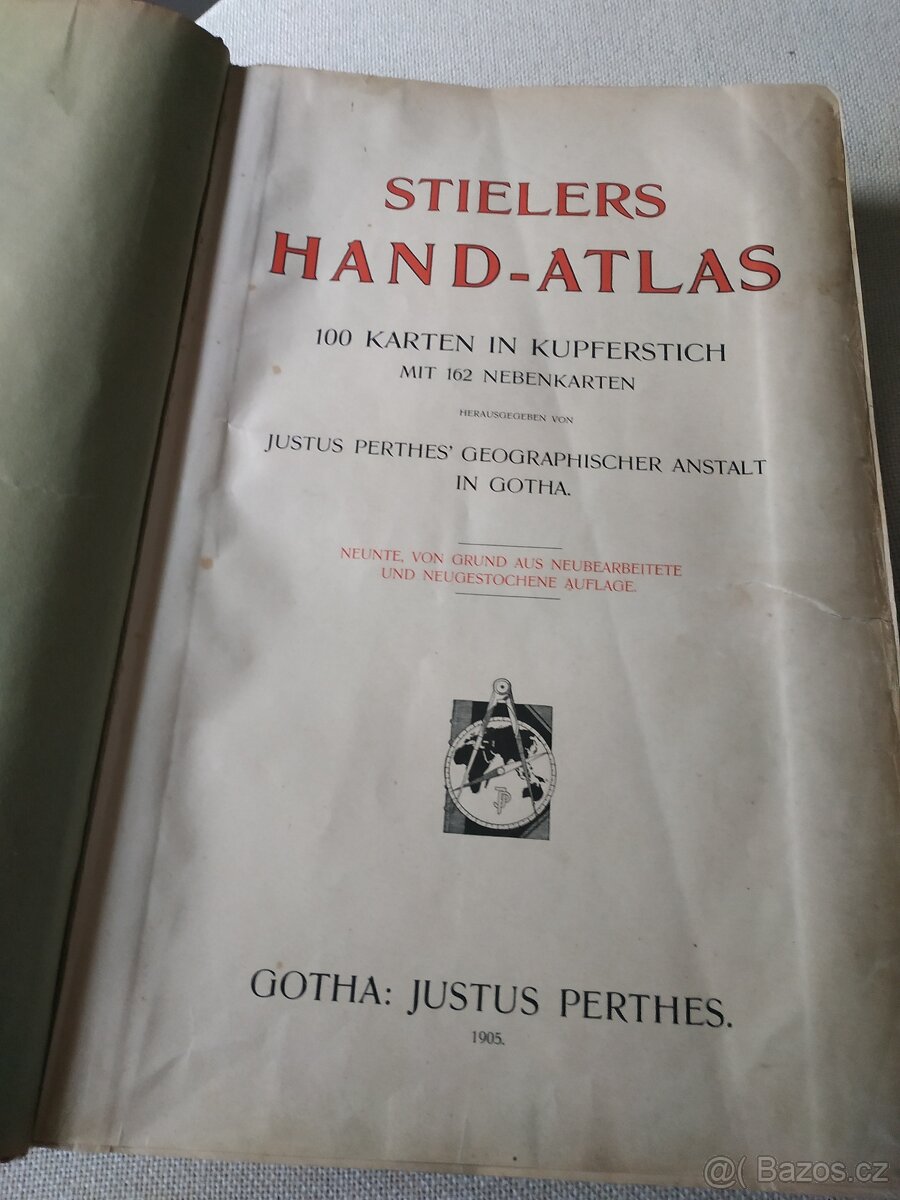 STIELERS
HAND-ATLAS
100 KARTEN IN KUPFERSTICH
MIT 162 NEBENKARTEN
HERAUSGEGEBEN VON
JUSTUS PERTHES' GEOGRAPHISCHER ANSTALT
IN GOTHA.
NEUNTE, VON GRUND AUS NEUBEARBEITETE
UND NEUGESTOCHENE AUFLAGE.
JP
GOTHA: JUSTUS PERTHES.
1905.
@( Bazos.cz